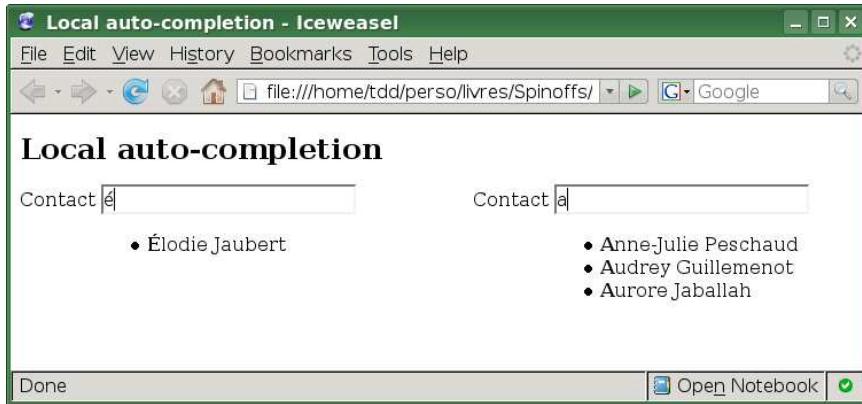 Local auto-completion - Iceweasel
File Edit View History Bookmarks Tools Help
file:///home/tdd/perso/livres/Spinoffs/ G Google
Local auto-completion
Contact é Contact a
• Élodie Jaubert • Anne-Julie Peschaud
• Audrey Guillemenot
• Aurore Jaballah
Done Open Notebook